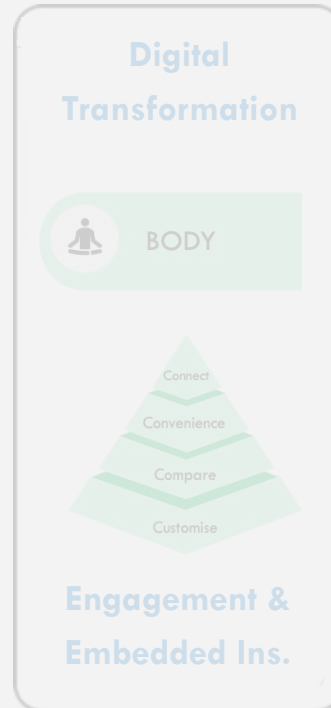 Digital
Transformation
BODY
Connect
Convenience
Compare
Customise
Engagement &
Embedded Ins.